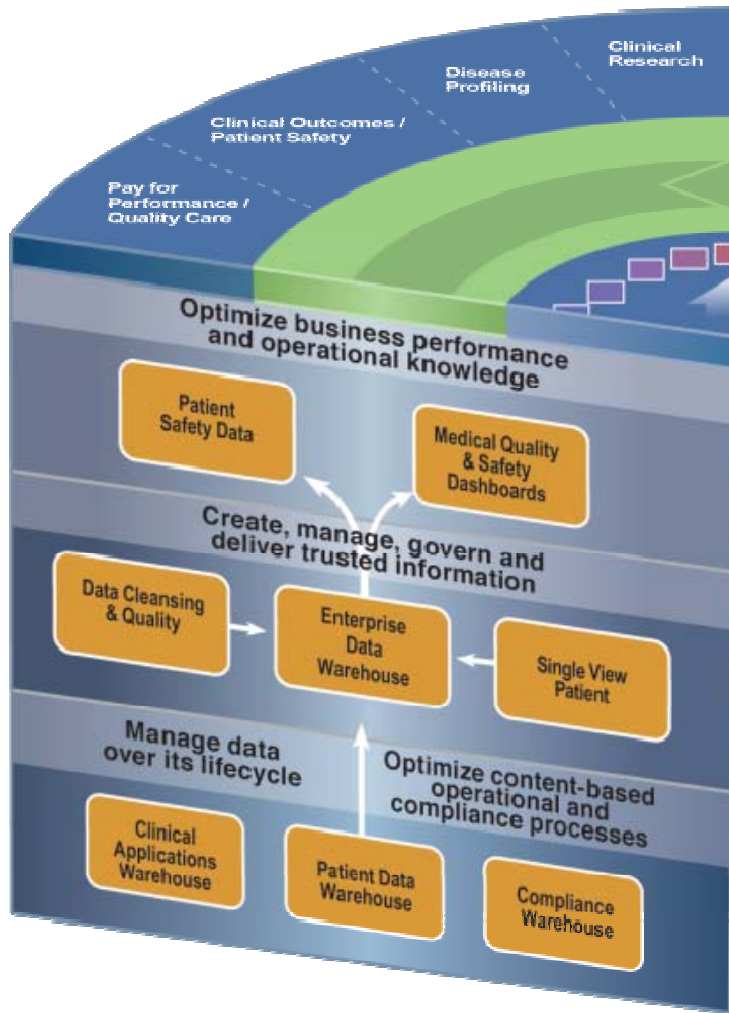 Clinical
Research
Disease
Profiling
Clinical Outcomes /
Patient Safety
Pay for
Performance /
Quality Care
Optimize business performance
and operational knowledge
Patient
Safety Data
Medical Quality
& Safety
Dashboards
Create, manage, govern and
deliver trusted information
Data Cleansing
& Quality
Enterprise
Data
Warehouse
Single View
Patient
Manage data
over its lifecycle
Optimize content-based
operational and
compliance processes
Clinical
Applications
Warehouse
Patient Data
Warehouse
Compliance
Warehouse